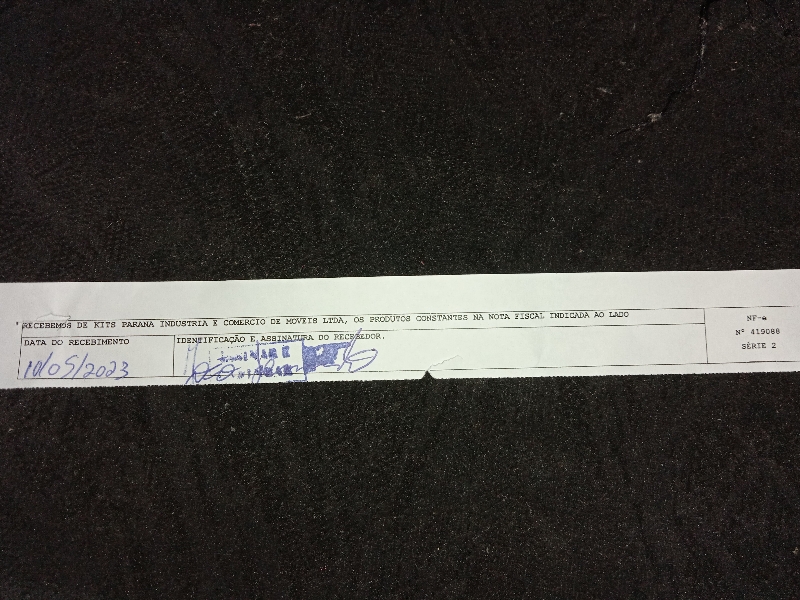 RECEBEMOS DE KITS PARANA INDUSTRIA E COMERCIO DE MOVEIS LTDA, OS PRODUTOS CONSTANTES NA NOTA FISCAL INDICADA AO LADO
NF-e
Nº 419088
SÉRIE 2
DATA DO RECEBIMENTO
10/05/2023
IDENTIFICAÇÃO E ASSINATURA DO RECEBEDOR.